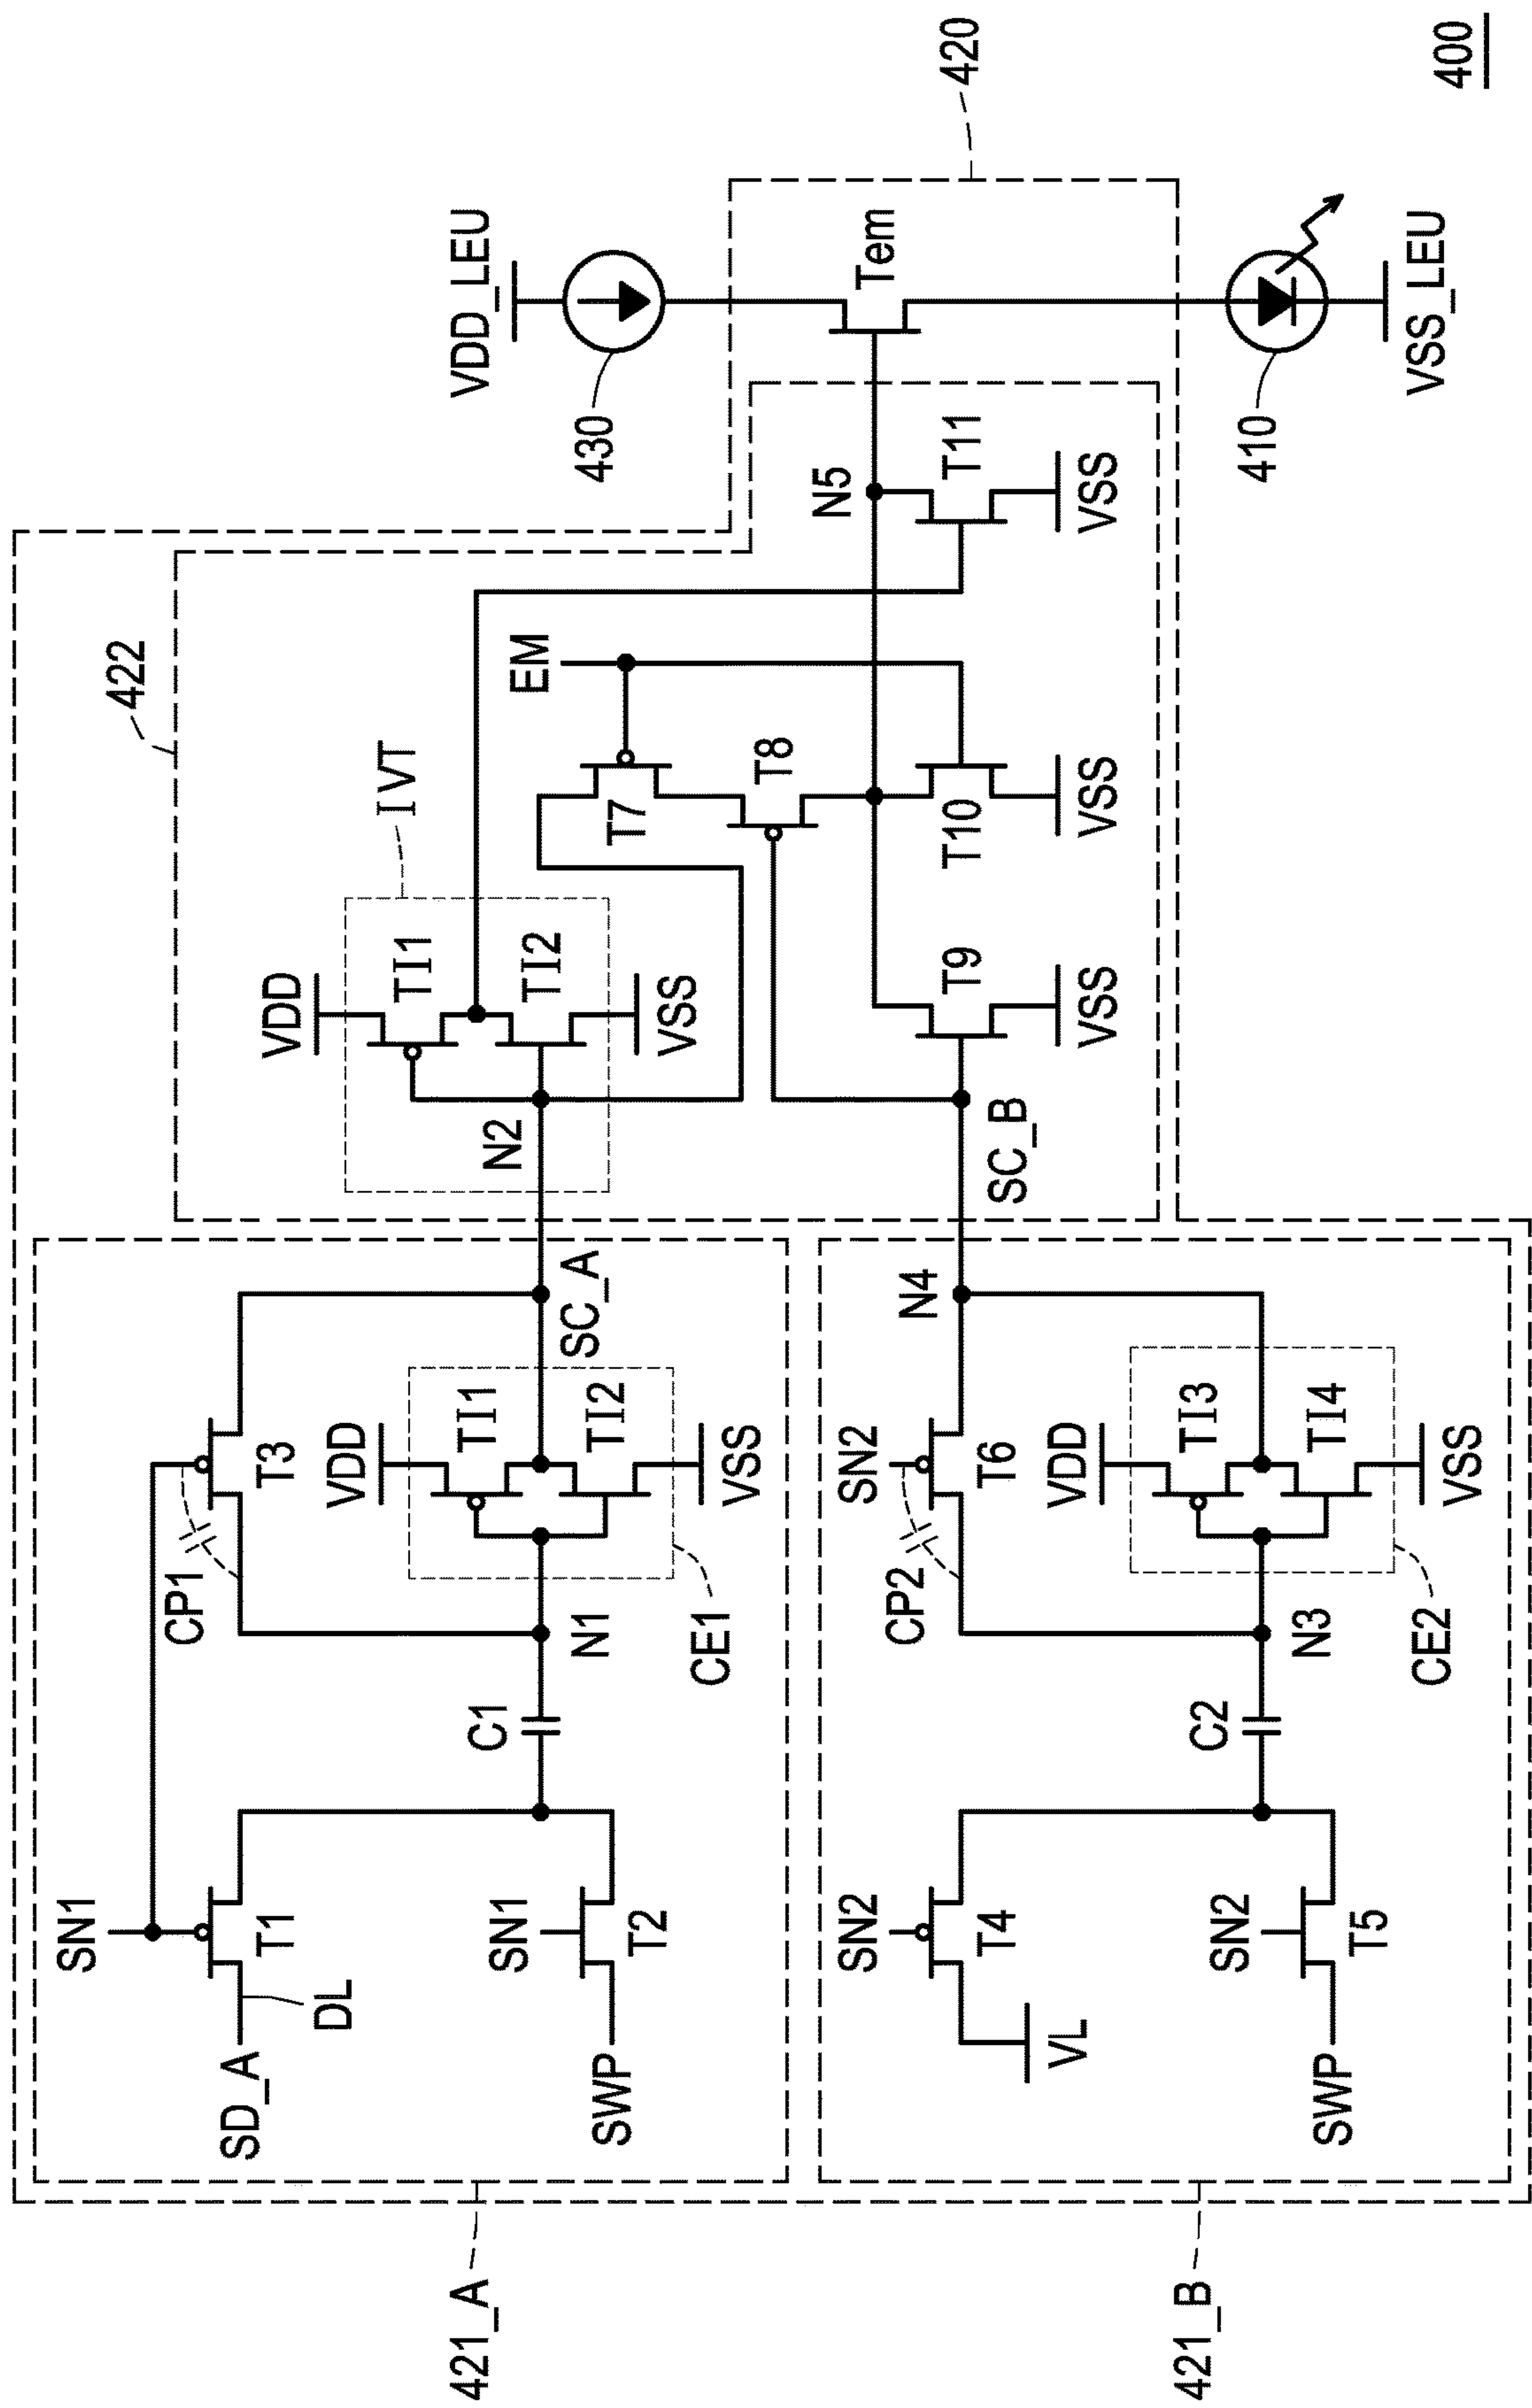 400
420
422
VDD_LEU
430
Tem
410
VSS_LEU
EM
N5
T11
VSS
IVT
VDD
TI1
TI2
VSS
N2
T7
T8
T10
VSS
T9
VSS
SC_B
SN1
CP1
T3
VDD
TI1
TI2
VSS
SC_A
N1
CE1
C1
T1
DL
SD_A
SN1
T2
SWP
421_A
SN2
CP2
T6
N4
VDD
TI3
TI4
VSS
N3
CE2
C2
SN2
T4
VL
SN2
T5
SWP
421_B